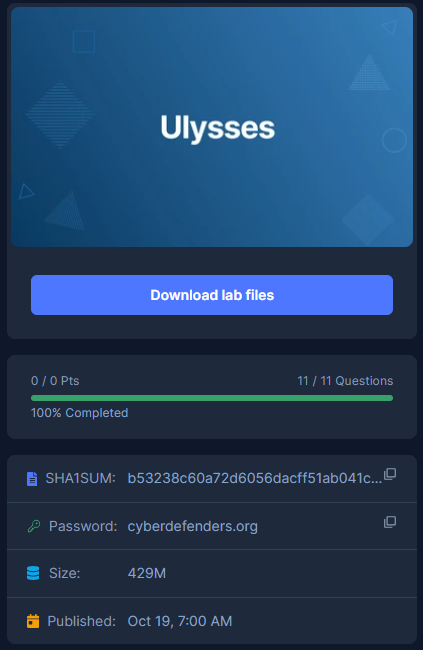 Ulysses
Download lab files
0 / 0 Pts 11 / 11 Questions
100% Completed
SHA1SUM: b53238c60a72d6056dacff51ab041c...
Password: cyberdefenders.org
Size: 429M
Published: Oct 19, 7:00 AM